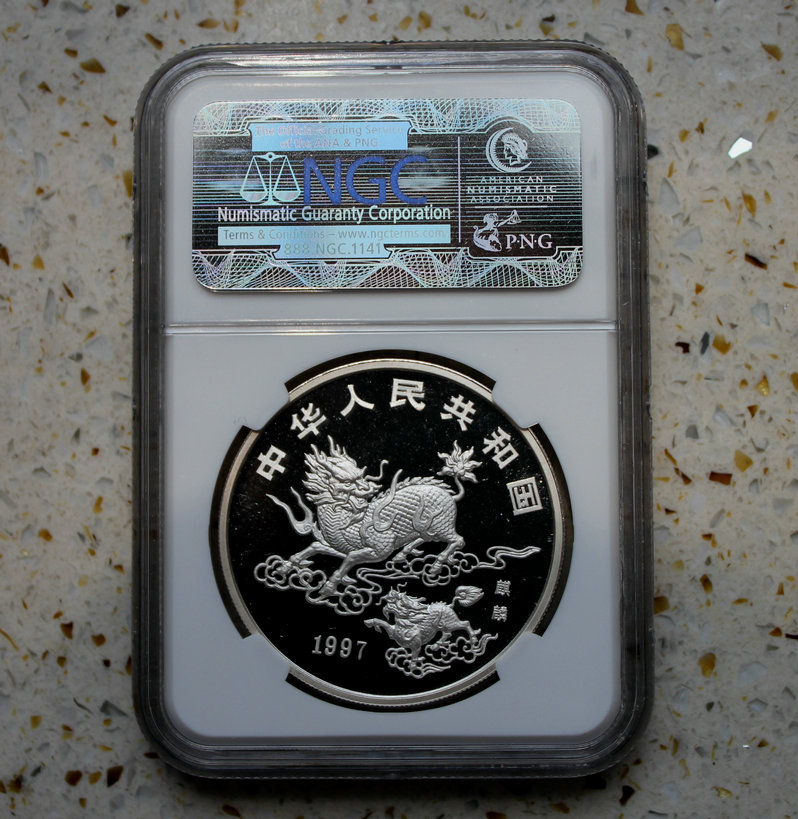 The Official Grading Service
of the ANA & PNG
NGC
Numismatic Guaranty Corporation
Terms & Conditions – www.ngcterms.com
888.NGC.1141
AMERICAN
NUMISMATIC
ASSOCIATION
P·N·G
中华人民共和国
麒麟
1997